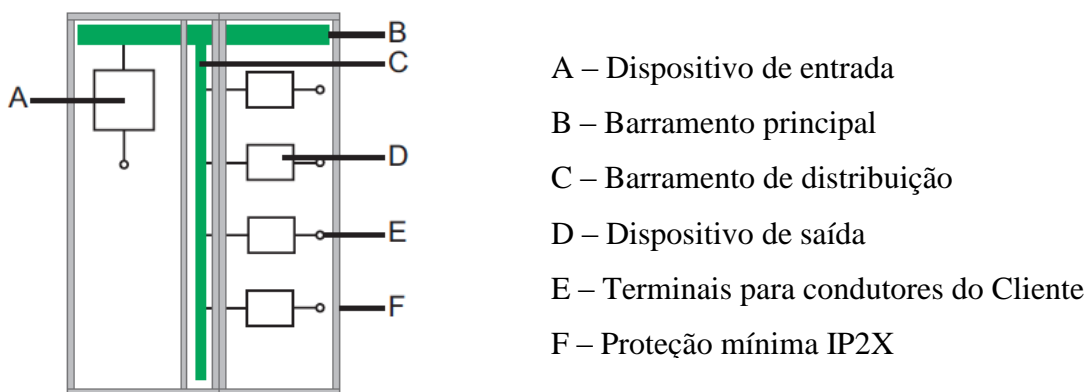 A
B
C
D
E
F
A – Dispositivo de entrada
B – Barramento principal
C – Barramento de distribuição
D – Dispositivo de saída
E – Terminais para condutores do Cliente
F – Proteção mínima IP2X